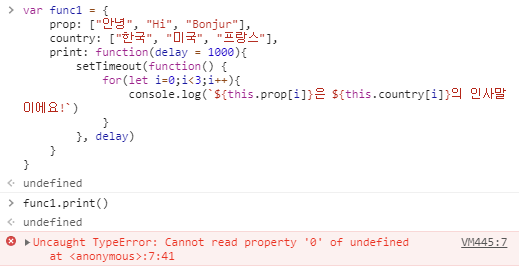 var func1 = {
prop: ["안녕", "Hi", "Bonjur"],
country: ["한국", "미국", "프랑스"],
print: function(delay = 1000){
setTimeout(function() {
for(let i=0;i<3;i++){
console.log(`${this.prop[i]}은 ${this.country[i]}의 인사말
이에요!`)
}
}, delay)
}
}
undefined
func1.print()
undefined
Uncaught TypeError: Cannot read property '0' of undefined VM445:7
at <anonymous>:7:41